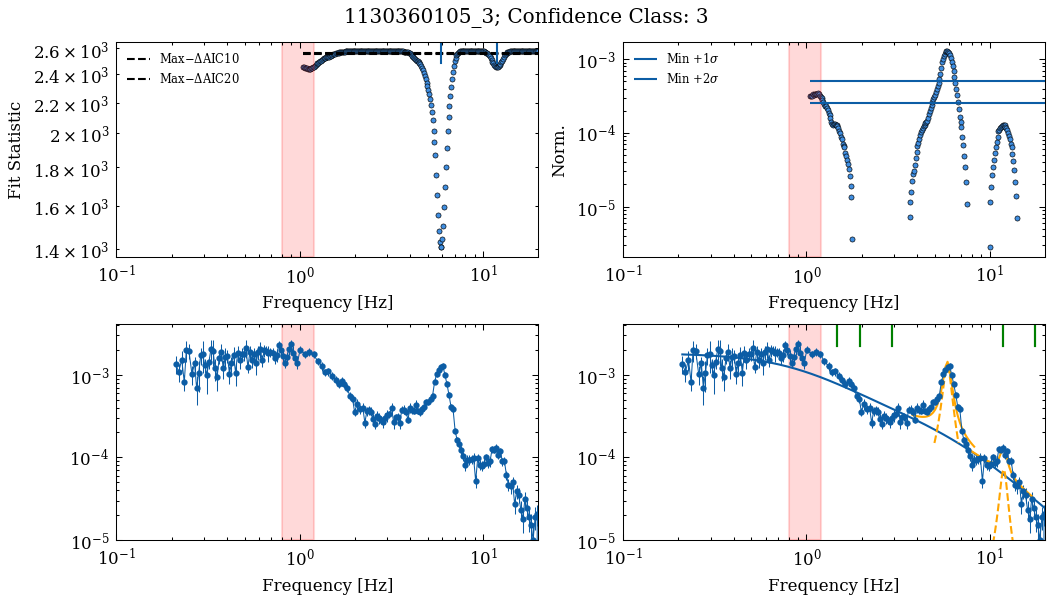 1130360105_3; Confidence Class: 3
Max−ΔAIC10
Max−ΔAIC20
Fit Statistic
2.6 × 10³
2.4 × 10³
2.2 × 10³
2 × 10³
1.8 × 10³
1.6 × 10³
1.4 × 10³
10⁻¹
10⁰
10¹
Frequency [Hz]
Min +1σ
Min +2σ
Norm.
10⁻³
10⁻⁴
10⁻⁵
10⁻¹
10⁰
10¹
Frequency [Hz]
10⁻³
10⁻⁴
10⁻⁵
10⁻¹
10⁰
10¹
Frequency [Hz]
10⁻³
10⁻⁴
10⁻⁵
10⁻¹
10⁰
10¹
Frequency [Hz]